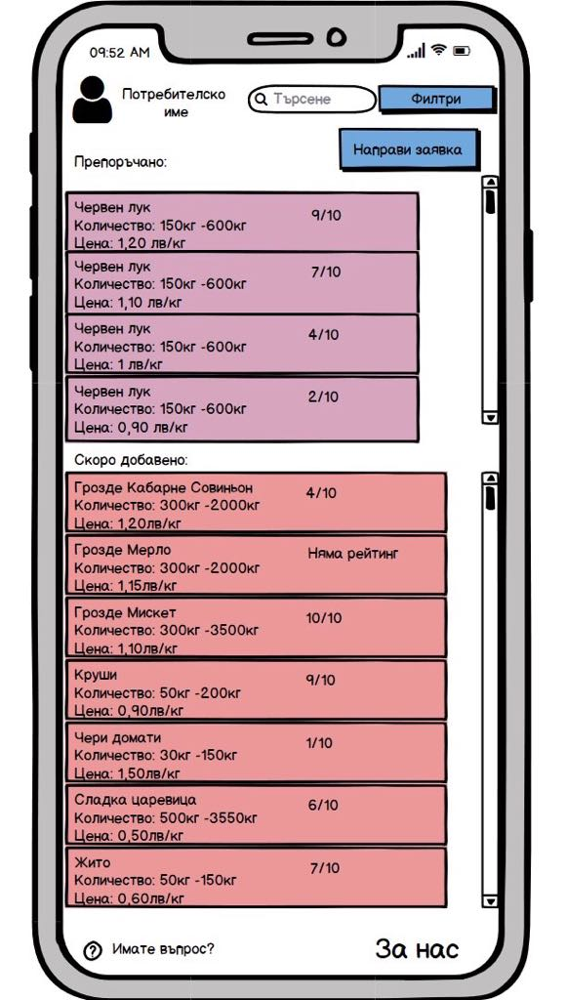 09:52 AM
Потребителско
име
Търсене
Филтри
Направи заявка
Препоръчано:
Червен лук
9/10
Количество: 150кг -600кг
Цена: 1,20 лв/кг
Червен лук
7/10
Количество: 150кг -600кг
Цена: 1,10 лв/кг
Червен лук
4/10
Количество: 150кг -600кг
Цена: 1 лв/кг
Червен лук
2/10
Количество: 150кг -600кг
Цена: 0,90 лв/кг
Скоро добавено:
Грозде Кабарне Совиньон
4/10
Количество: 300кг -2000кг
Цена: 1,20лв/кг
Грозде Мерло
Няма рейтинг
Количество: 300кг -2000кг
Цена: 1,15лв/кг
Грозде Мискет
10/10
Количество: 300кг -3500кг
Цена: 1,10лв/кг
Круши
9/10
Количество: 50кг -200кг
Цена: 0,90лв/кг
Чери домати
1/10
Количество: 30кг -150кг
Цена: 1,50лв/кг
Сладка царевица
6/10
Количество: 500кг -3550кг
Цена: 0,50лв/кг
Жито
7/10
Количество: 50кг -150кг
Цена: 0,60лв/кг
? Имате въпрос?
За нас